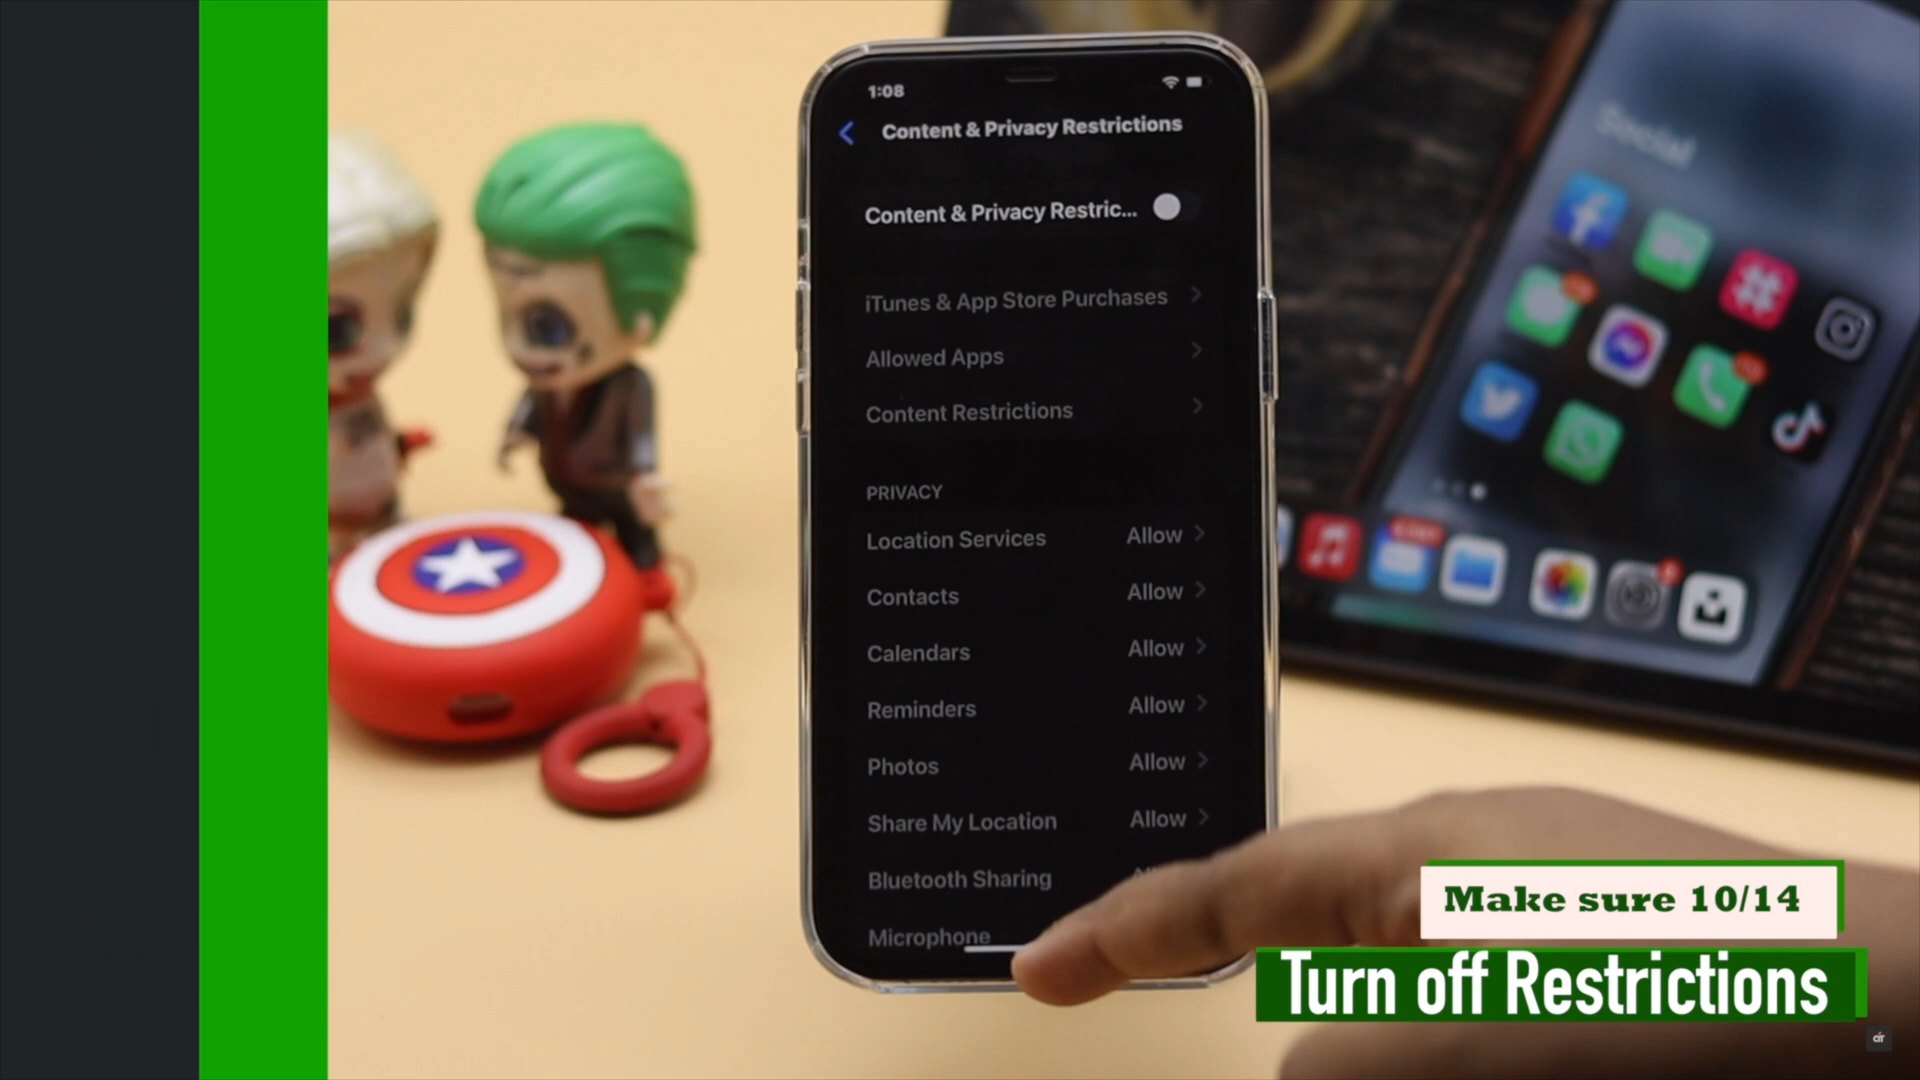 1:08
Content & Privacy Restrictions
Content & Privacy Restric...
iTunes & App Store Purchases
Allowed Apps
Content Restrictions
PRIVACY
Location Services Allow
Contacts Allow
Calendars Allow
Reminders Allow
Photos Allow
Share My Location Allow
Bluetooth Sharing
Microphone
Social
Make sure 10/14
Turn off Restrictions